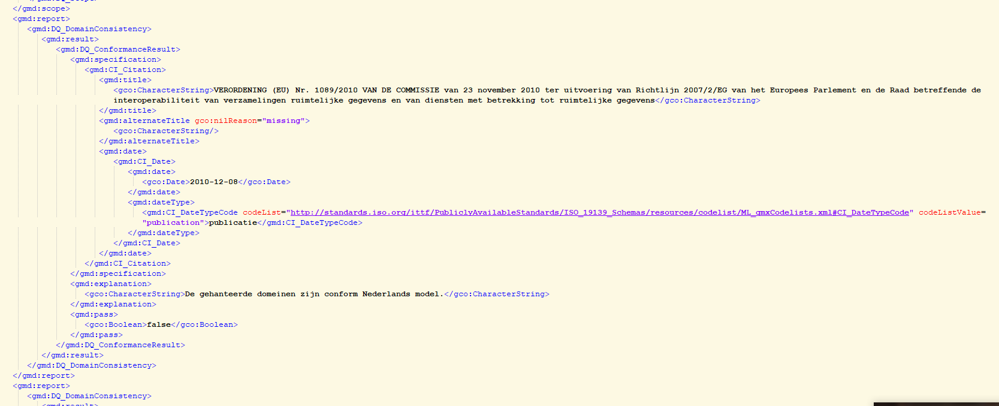 </gmd:scope>
<gmd:report>
<gmd:DQ_DomainConsistency>
<gmd:result>
<gmd:DQ_ConformanceResult>
<gmd:specification>
<gmd:CI_Citation>
<gmd:title>
<gco:CharacterString>VERORDENING (EU) Nr. 1089/2010 VAN DE COMMISSIE van 23 november 2010 ter uitvoering van Richtlijn 2007/2/EG van het Europees Parlement en de Raad betreffende de
interoperabiliteit van verzamelingen ruimtelijke gegevens en van diensten met betrekking tot ruimtelijke gegevens</gco:CharacterString>
</gmd:title>
<gmd:alternateTitle gco:nilReason="missing">
<gco:CharacterString/>
</gmd:alternateTitle>
<gmd:date>
<gmd:CI_Date>
<gmd:date>
<gco:Date>2010-12-08</gco:Date>
</gmd:date>
<gmd:dateType>
<gmd:CI_DateTypeCode codeList="http://standards.iso.org/ittf/PubliclyAvailableStandards/ISO_19139_Schemas/resources/codelist/ML_gmxCodelists.xml#CI_DateTypeCode" codeListValue=
"publication">publicatie</gmd:CI_DateTypeCode>
</gmd:dateType>
</gmd:CI_Date>
</gmd:date>
</gmd:CI_Citation>
</gmd:specification>
<gmd:explanation>
<gco:CharacterString>De gehanteerde domeinen zijn conform Nederlands model.</gco:CharacterString>
</gmd:explanation>
<gmd:pass>
<gco:Boolean>false</gco:Boolean>
</gmd:pass>
</gmd:DQ_ConformanceResult>
</gmd:result>
</gmd:DQ_DomainConsistency>
</gmd:report>
<gmd:report>
<gmd:DQ_DomainConsistency>
<gmd:result>